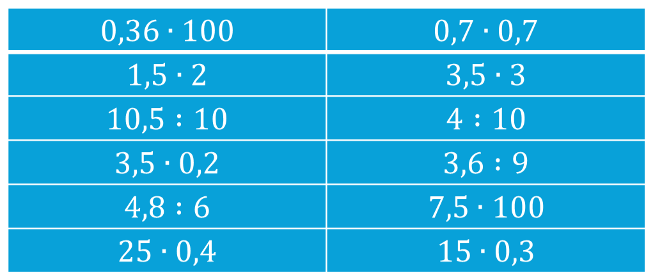 0,36 · 100 0,7 · 0,7
1,5 · 2 3,5 · 3
10,5 : 10 4 : 10
3,5 · 0,2 3,6 : 9
4,8 : 6 7,5 · 100
25 · 0,4 15 · 0,3